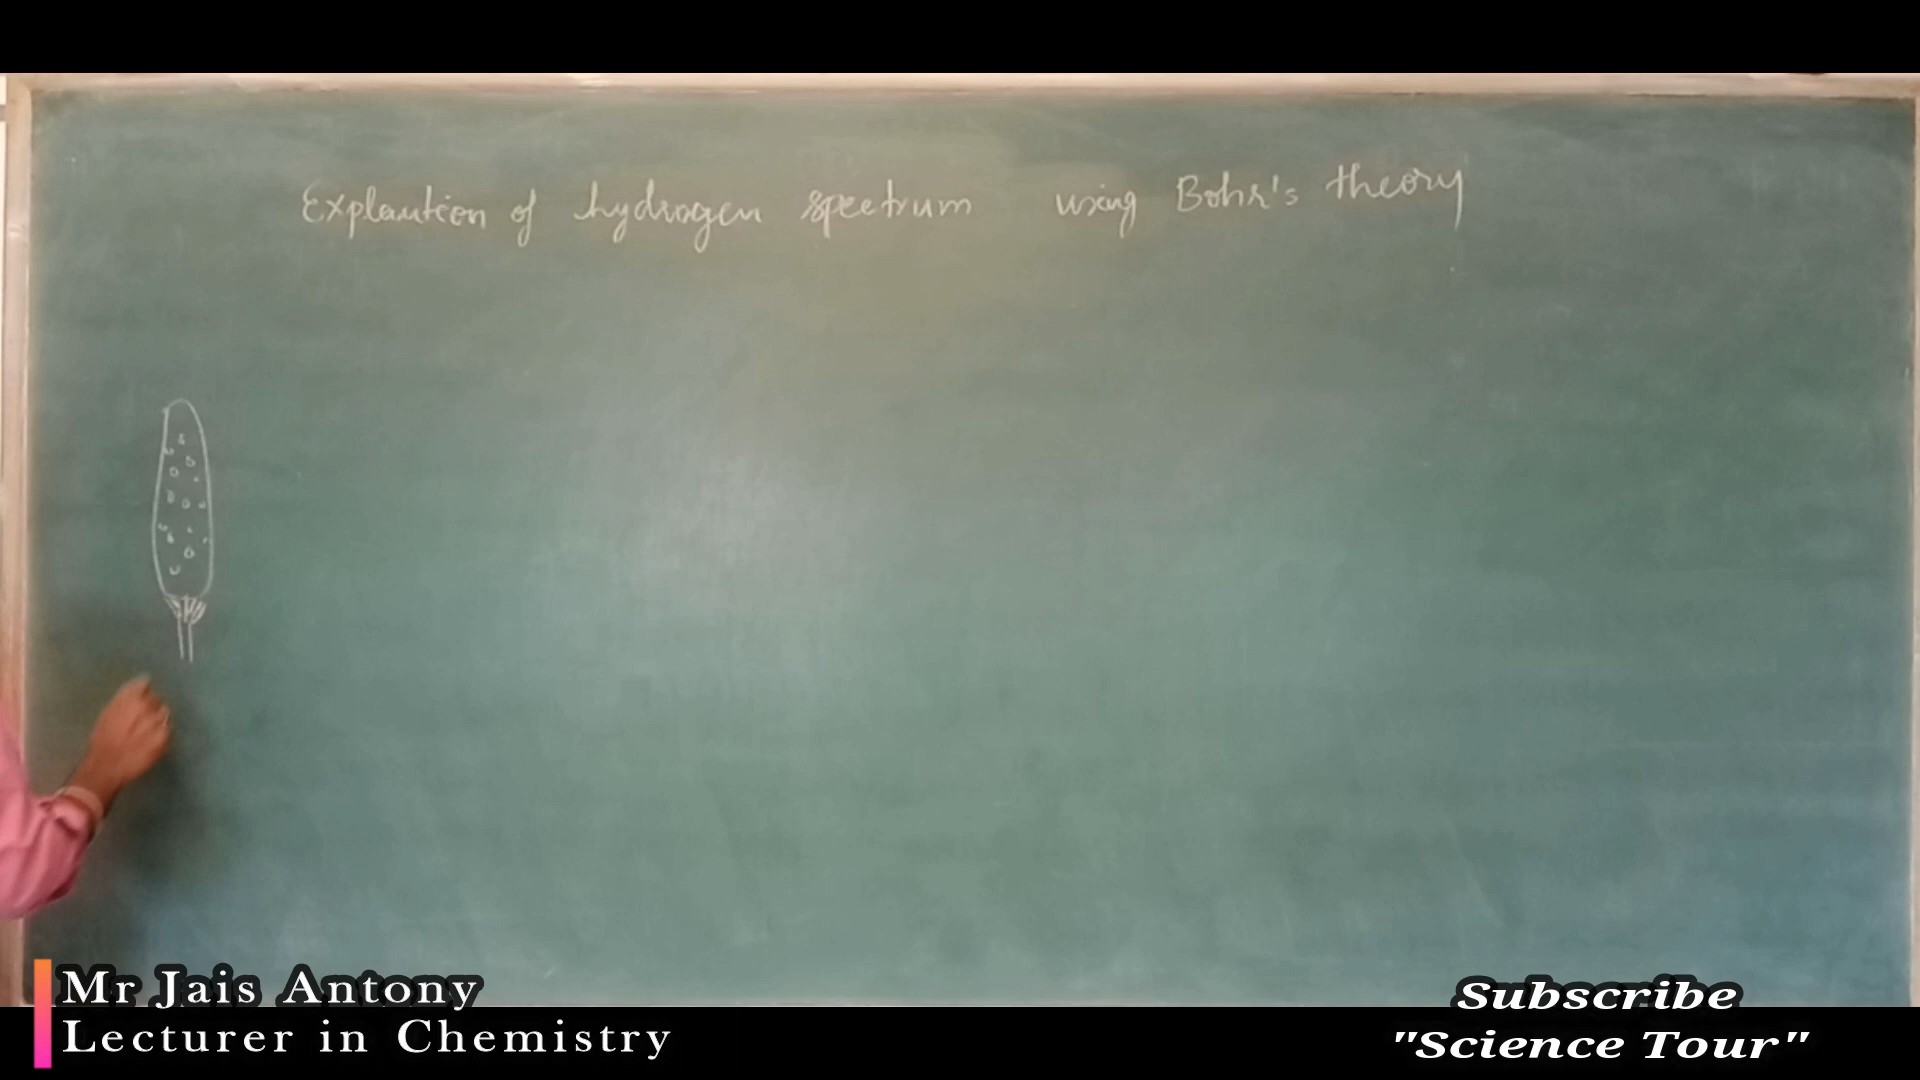 Explantion of hydrogen spectrum using Bohr's theory
Mr Jais Antony
Lecturer in Chemistry
Subscribe
"Science Tour"